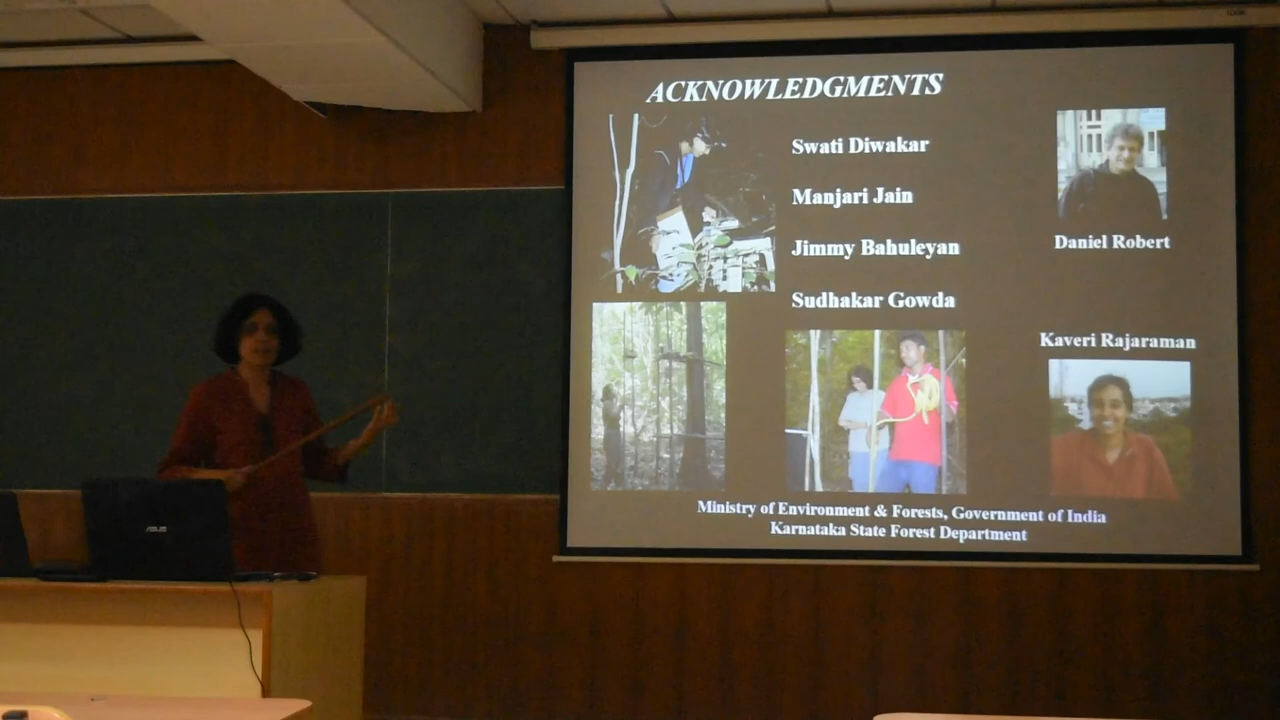 ACKNOWLEDGMENTS
Swati Diwakar
Manjari Jain
Jimmy Bahuleyan
Sudhakar Gowda
Daniel Robert
Kaveri Rajaraman
Ministry of Environment & Forests, Government of India
Karnataka State Forest Department
ASUS